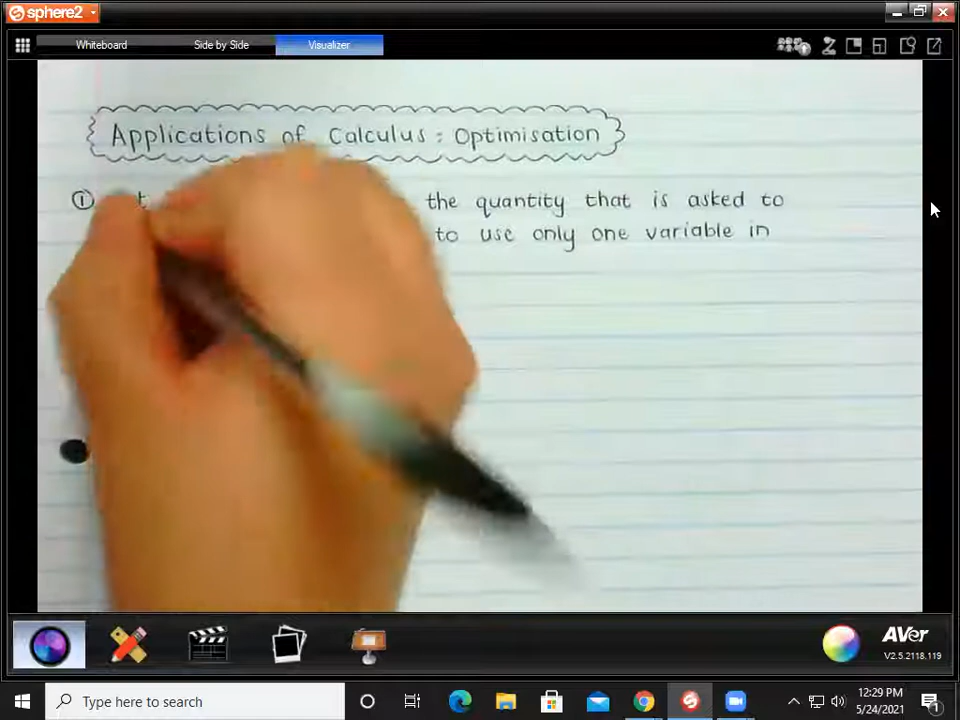 sphere2
Whiteboard
Side by Side
Visualizer
Applications of Calculus : Optimisation
① the quantity that is asked to
to use only one variable in
AVer
V2.5.2118.119
Type here to search
12:29 PM
5/24/2021
1